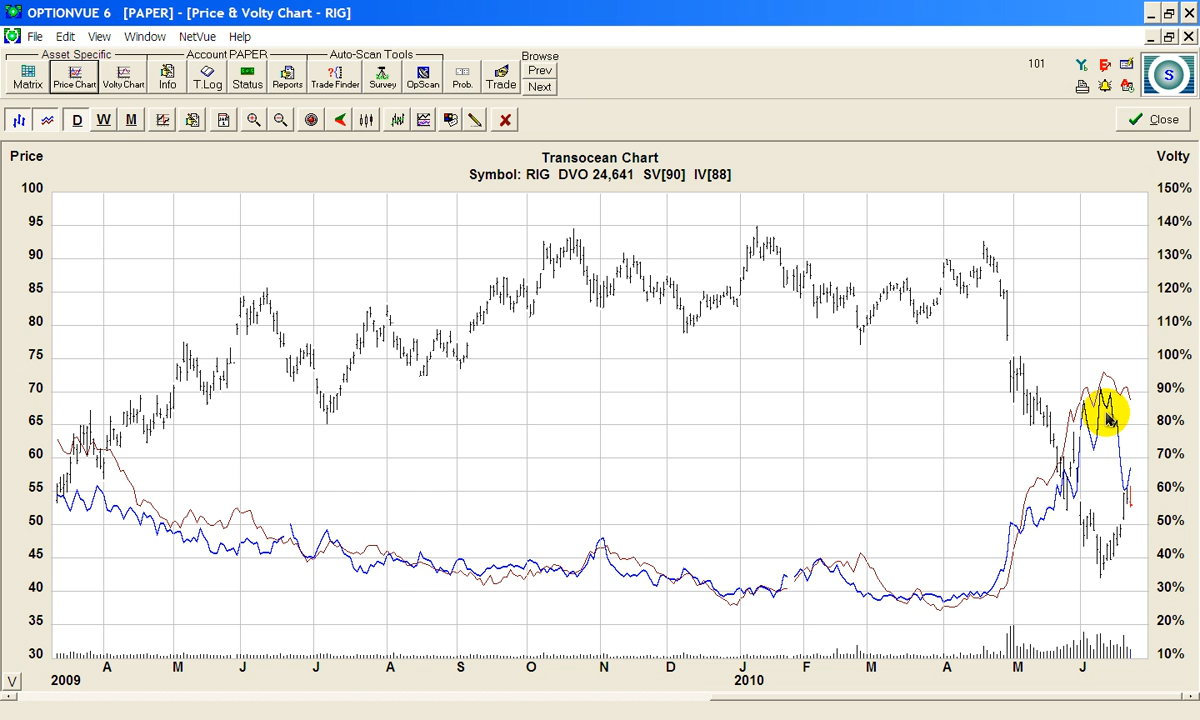 OPTIONVUE 6 [PAPER] - [Price & Volty Chart - RIG]
File Edit View Window NetVue Help
Asset Specific Account PAPER Auto-Scan Tools Browse
Matrix Price Chart Volty Chart Info T.Log Status Reports Trade Finder Survey OpScan Prob. Trade Prev Next
101
S
D W M
Close
Price Transocean Chart Volty
Symbol: RIG DVO 24,641 SV[90] IV[88]
100 150%
95 140%
90 130%
85 120%
80 110%
75 100%
70 90%
65 80%
60 70%
55 60%
50 50%
45 40%
40 30%
35 20%
30 10%
A M J J A S O N D J F M A M J
V 2009 2010